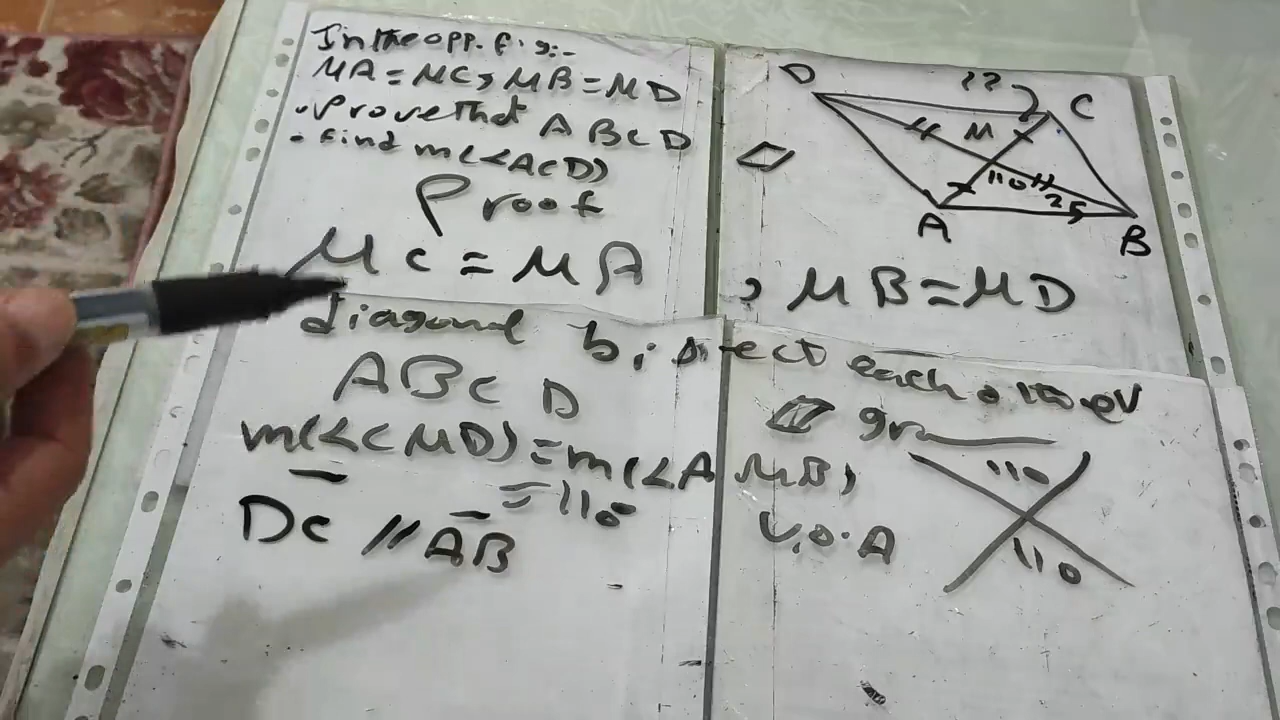 In the opp. fig:-
MA = MC, MB = MD
• Prove that ABCD ▱
• find m(<ACD)
Proof
D
??
C
M
110
25
A
B
MC = MA , MB = MD
diagonal bisect each other
ABCD ▱ gr
m(<CMD) = m(<AMB)
= 110° V.O.A
110
110
DC // AB